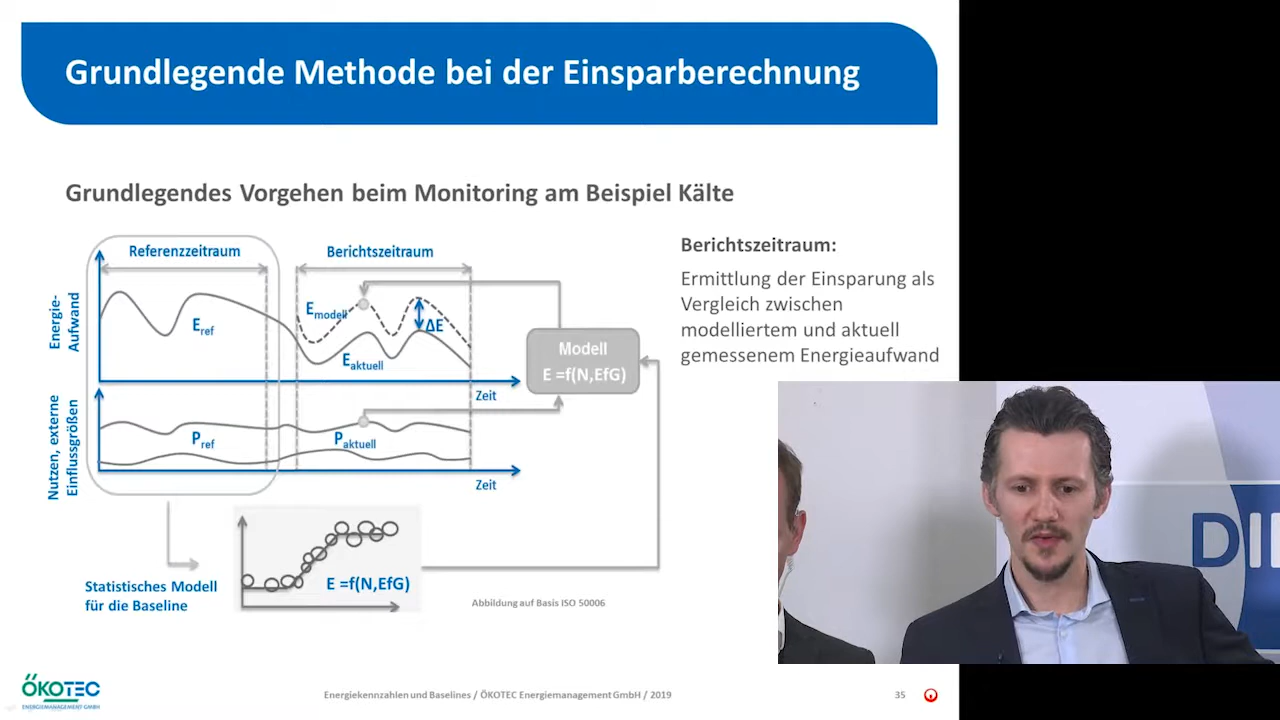 Grundlegende Methode bei der Einsparberechnung
Grundlegendes Vorgehen beim Monitoring am Beispiel Kälte
Referenzzeitraum
Berichtszeitraum
Energie-
Aufwand
E ref
E modell
ΔE
E aktuell
Zeit
Modell
E =f(N,EfG)
Nutzen, externe
Einflussgrößen
P ref
P aktuell
Zeit
Statistisches Modell
für die Baseline
E =f(N,EfG)
Abbildung auf Basis ISO 50006
Berichtszeitraum:
Ermittlung der Einsparung als
Vergleich zwischen
modelliertem und aktuell
gemessenem Energieaufwand
ÖKOTEC
ENERGIEMANAGEMENT GMBH
Energiekennzahlen und Baselines / ÖKOTEC Energiemanagement GmbH / 2019
35